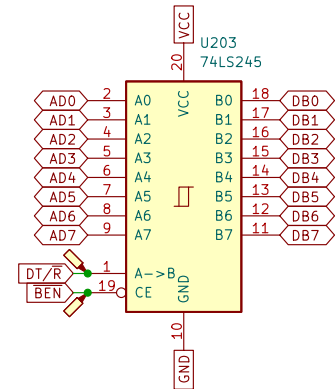 VCC
U203
74LS245
20
AD0 2 A0 VCC B0 18 DB0
AD1 3 A1 B1 17 DB1
AD2 4 A2 B2 16 DB2
AD3 5 A3 B3 15 DB3
AD4 6 A4 B4 14 DB4
AD5 7 A5 B5 13 DB5
AD6 8 A6 B6 12 DB6
AD7 9 A7 B7 11 DB7
DT/R̅ 1 A->B
B̅E̅N̅ 19 CE GND
10
GND